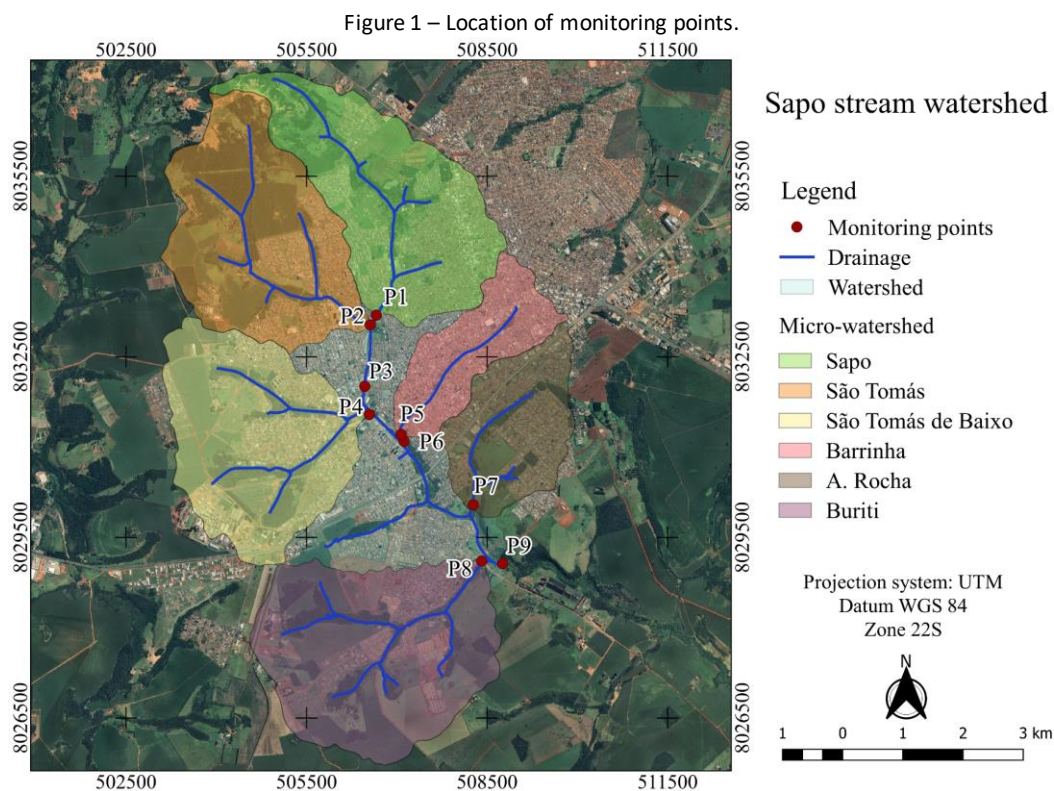 Figure 1 – Location of monitoring points.
502500 505500 508500 511500
Sapo stream watershed
8035500 8035500
Legend
Monitoring points
Drainage
Watershed
Micro-watershed
Sapo
São Tomás
São Tomás de Baixo
Barrinha
A. Rocha
Buriti
P1
P2
8032500 8032500
P3
P4
P5
P6
P7
8029500 8029500
P9
P8
Projection system: UTM
Datum WGS 84
Zone 22S
N
8026500 8026500
1 0 1 2 3 km
502500 505500 508500 511500